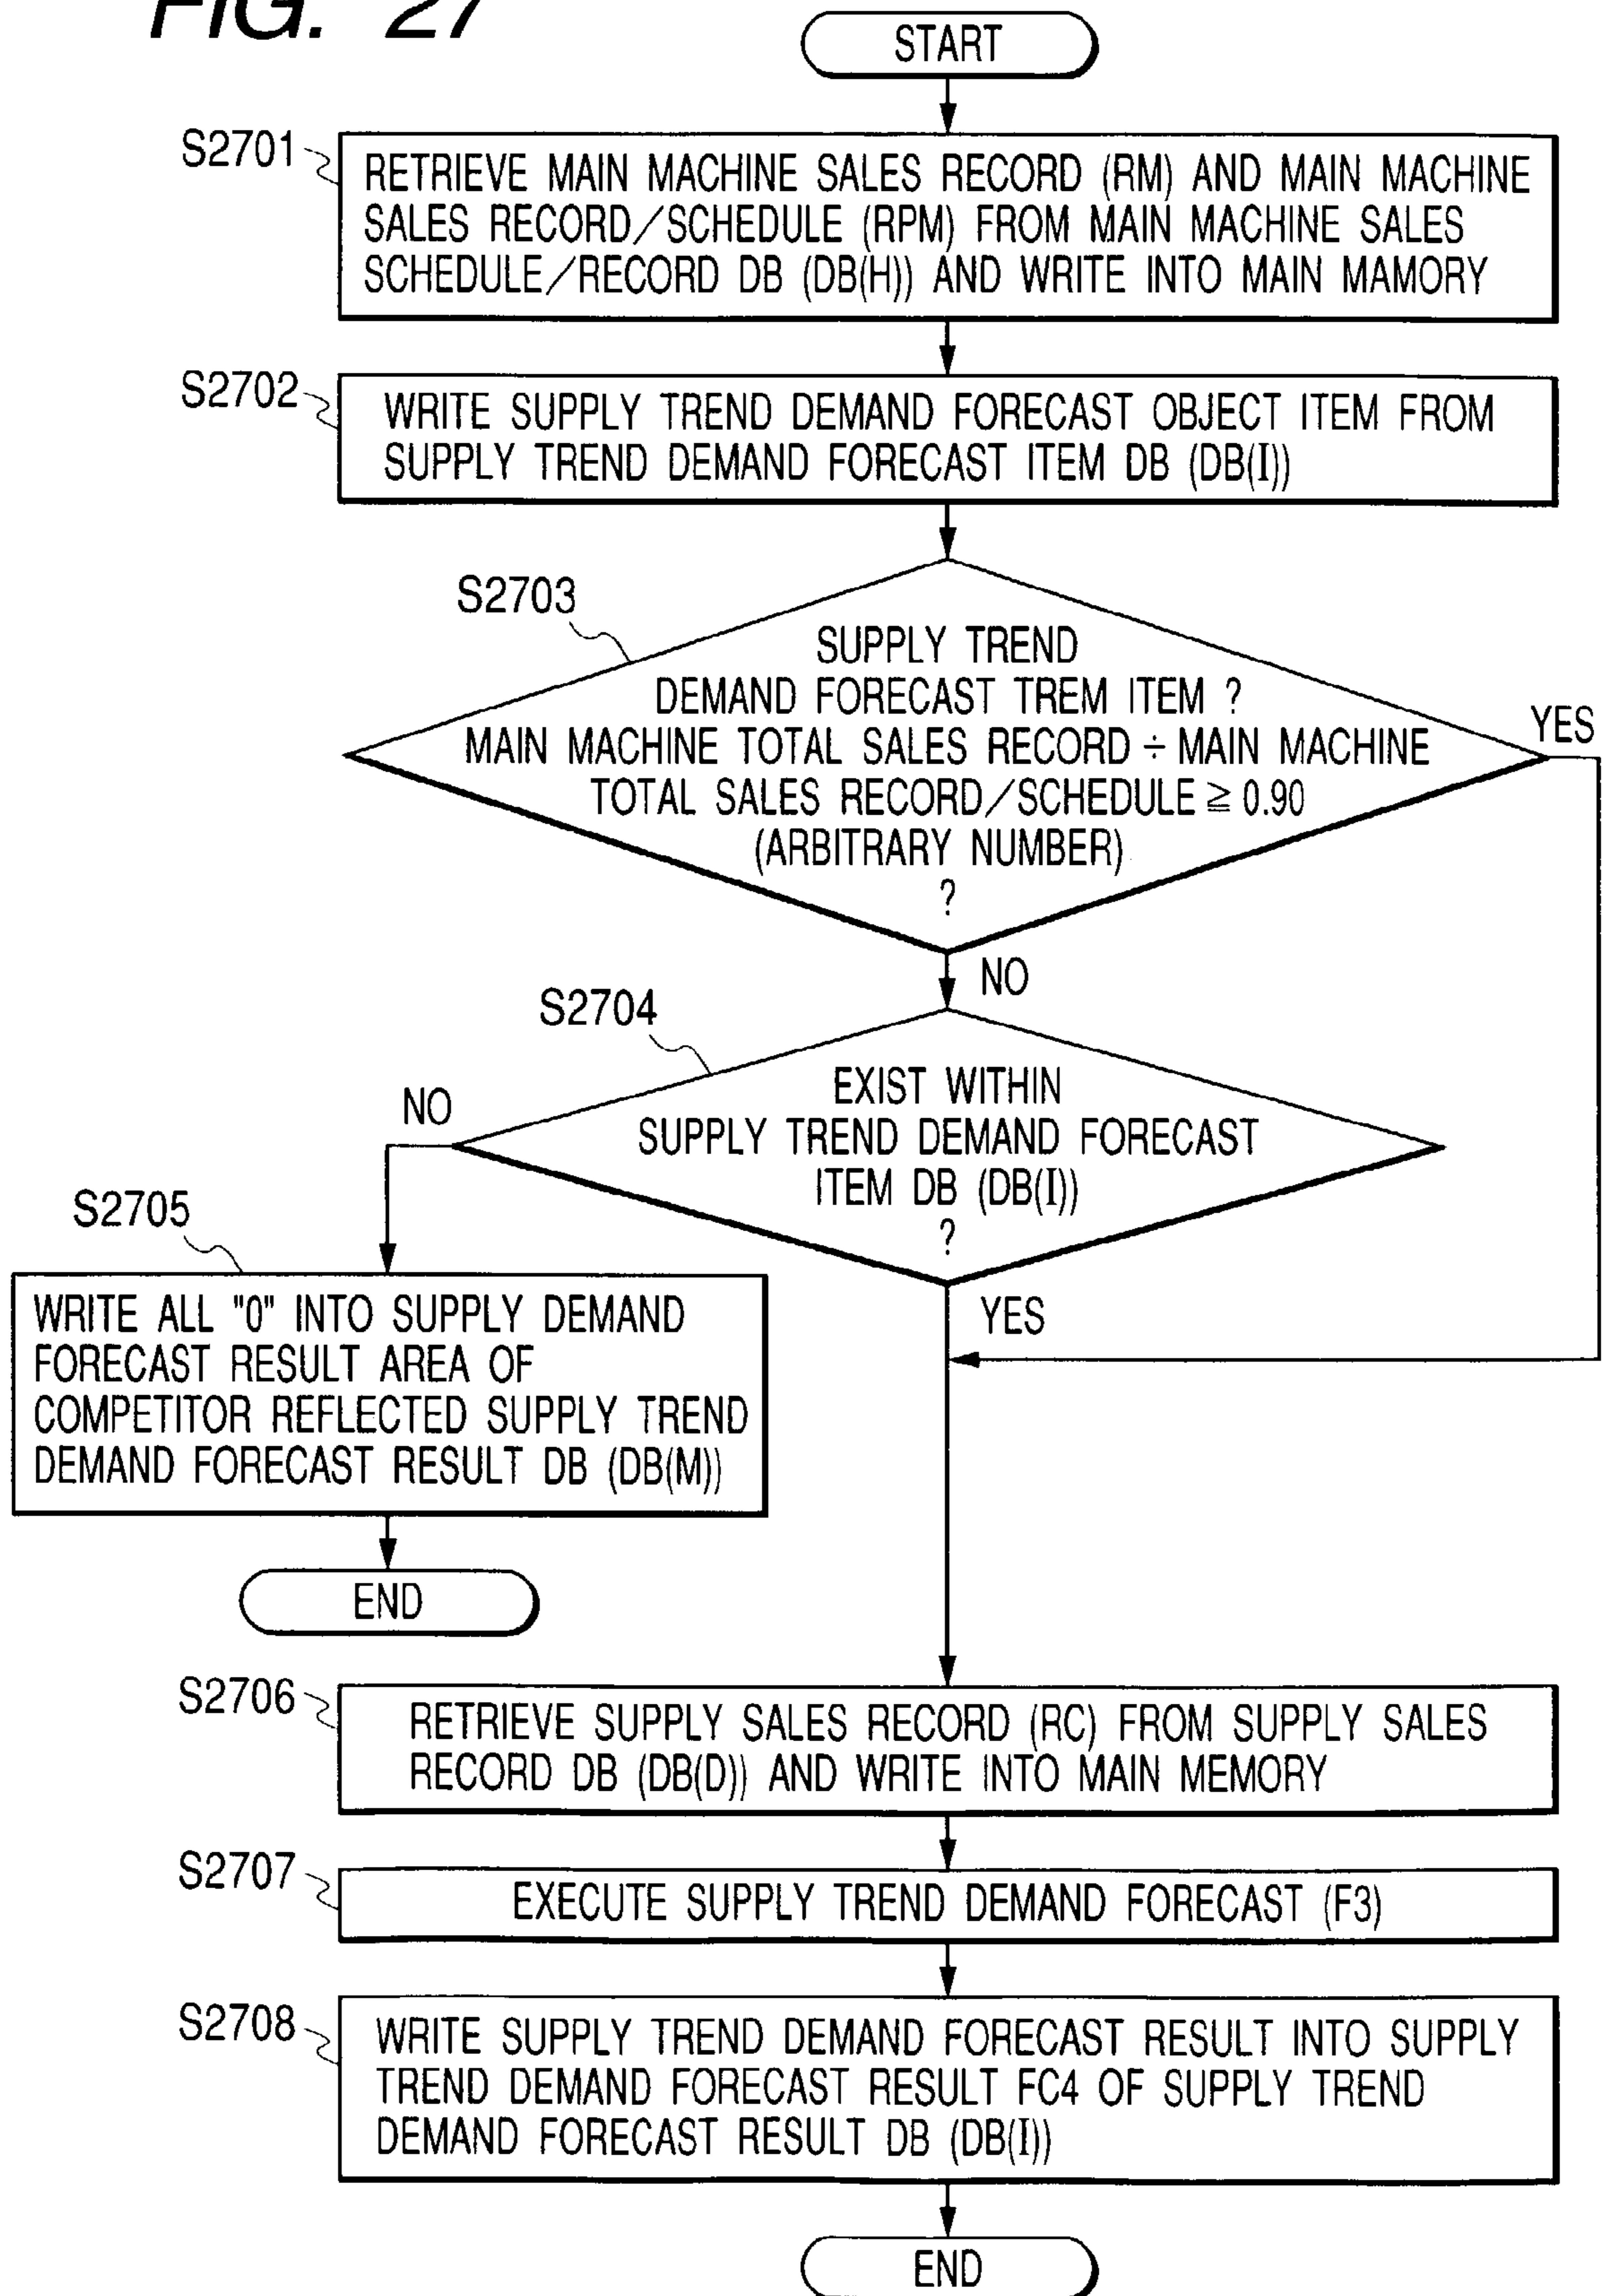 FIG. 27
START
S2701
RETRIEVE MAIN MACHINE SALES RECORD (RM) AND MAIN MACHINE
SALES RECORD/SCHEDULE (RPM) FROM MAIN MACHINE SALES
SCHEDULE/RECORD DB (DB(H)) AND WRITE INTO MAIN MAMORY
S2702
WRITE SUPPLY TREND DEMAND FORECAST OBJECT ITEM FROM
SUPPLY TREND DEMAND FORECAST ITEM DB (DB(I))
S2703
SUPPLY TREND
DEMAND FORECAST TREM ITEM ?
MAIN MACHINE TOTAL SALES RECORD ÷ MAIN MACHINE
TOTAL SALES RECORD/SCHEDULE ≧ 0.90
(ARBITRARY NUMBER)
?
YES
NO
S2704
EXIST WITHIN
SUPPLY TREND DEMAND FORECAST
ITEM DB (DB(I))
?
NO
YES
S2705
WRITE ALL "0" INTO SUPPLY DEMAND
FORECAST RESULT AREA OF
COMPETITOR REFLECTED SUPPLY TREND
DEMAND FORECAST RESULT DB (DB(M))
END
S2706
RETRIEVE SUPPLY SALES RECORD (RC) FROM SUPPLY SALES
RECORD DB (DB(D)) AND WRITE INTO MAIN MEMORY
S2707
EXECUTE SUPPLY TREND DEMAND FORECAST (F3)
S2708
WRITE SUPPLY TREND DEMAND FORECAST RESULT INTO SUPPLY
TREND DEMAND FORECAST RESULT FC4 OF SUPPLY TREND
DEMAND FORECAST RESULT DB (DB(I))
END